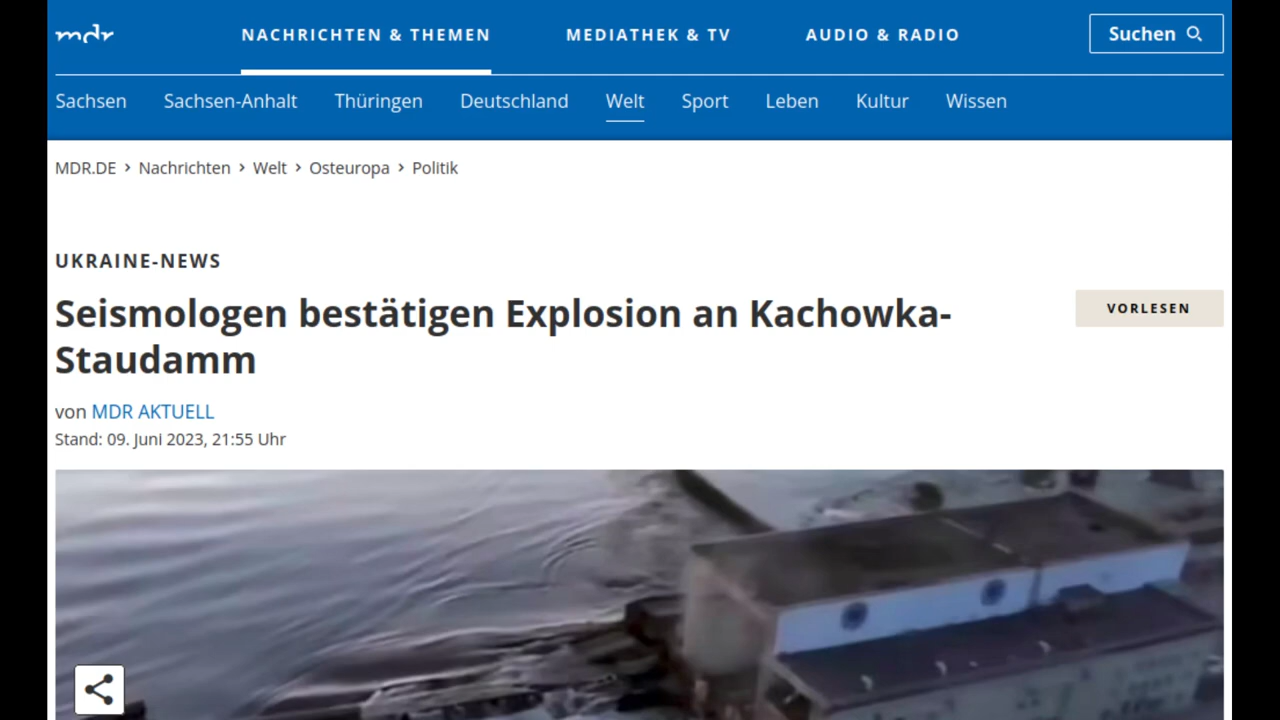 mdr
NACHRICHTEN & THEMEN
MEDIATHEK & TV
AUDIO & RADIO
Suchen
Sachsen
Sachsen-Anhalt
Thüringen
Deutschland
Welt
Sport
Leben
Kultur
Wissen
MDR.DE > Nachrichten > Welt > Osteuropa > Politik
UKRAINE-NEWS
Seismologen bestätigen Explosion an Kachowka-
Staudamm
VORLESEN
von MDR AKTUELL
Stand: 09. Juni 2023, 21:55 Uhr